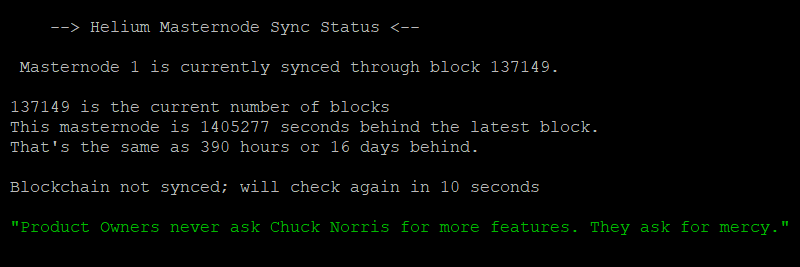 --> Helium Masternode Sync Status <--
Masternode 1 is currently synced through block 137149.
137149 is the current number of blocks
This masternode is 1405277 seconds behind the latest block.
That's the same as 390 hours or 16 days behind.
Blockchain not synced; will check again in 10 seconds
"Product Owners never ask Chuck Norris for more features. They ask for mercy."